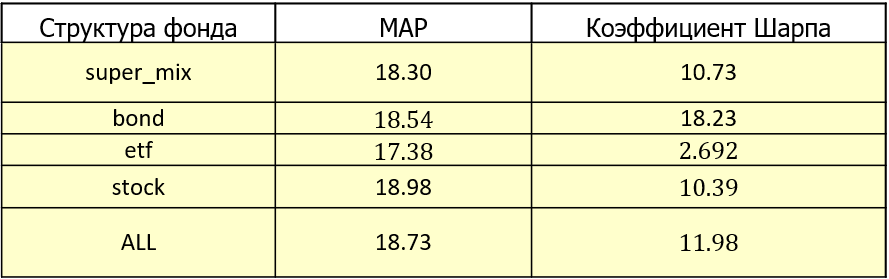 Структура фонда MAP Коэффициент Шарпа
super_mix 18.30 10.73
bond 18.54 18.23
etf 17.38 2.692
stock 18.98 10.39
ALL 18.73 11.98